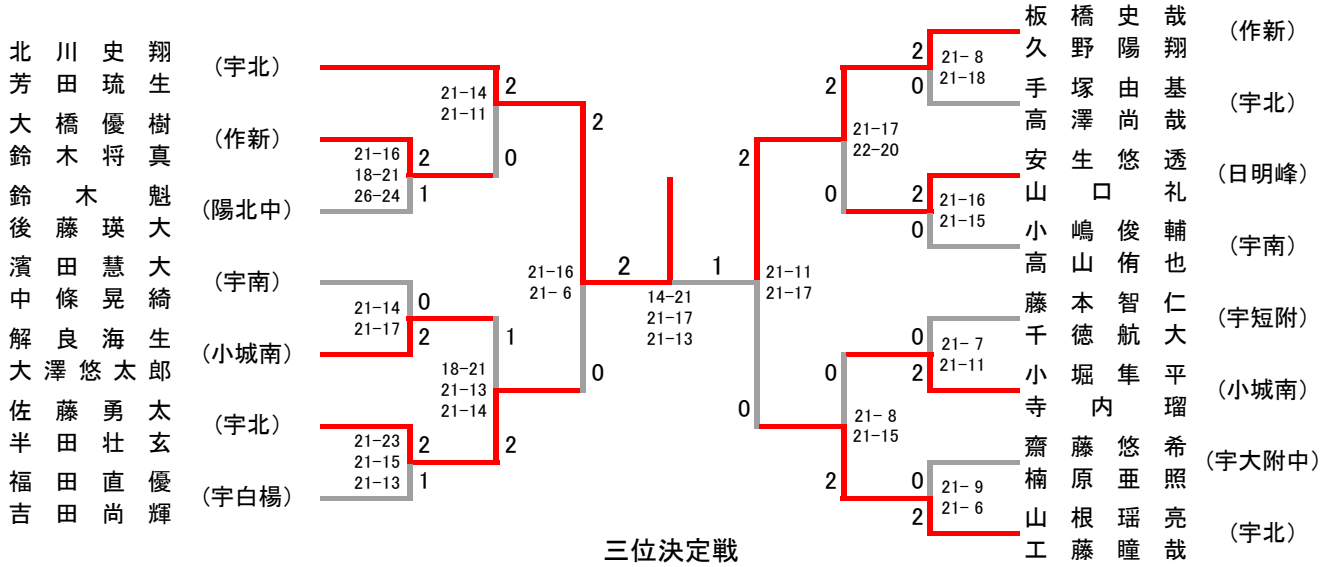 北川史翔
芳田琉生
(宇北)
大橋優樹
鈴木将真
(作新)
鈴木魁
後藤瑛大
(陽北中)
濱田慧大
中條晃綺
(宇南)
解良海生
大澤悠太郎
(小城南)
佐藤勇太
半田壮玄
(宇北)
福田直優
吉田尚輝
(宇白楊)
21-16
18-21
26-24
2
1
21-14
21-17
0
2
21-23
21-15
21-13
2
1
21-14
21-11
2
0
18-21
21-13
21-14
1
2
21-16
21-6
2
0
2
1
14-21
21-17
21-13
21-11
21-17
2
0
21-17
22-20
2
0
21-8
21-15
0
2
21-8
21-18
2
0
21-16
21-15
2
0
21-7
21-11
0
2
21-9
21-6
0
2
板橋史哉
久野陽翔
(作新)
手塚由基
高澤尚哉
(宇北)
安生悠透
山口礼
(日明峰)
小嶋俊輔
高山侑也
(宇南)
藤本智仁
千徳航大
(宇短附)
小堀隼平
寺内瑠
(小城南)
齋藤悠希
楠原亜照
(宇大附中)
山根瑶亮
工藤瞳哉
(宇北)
三位決定戦